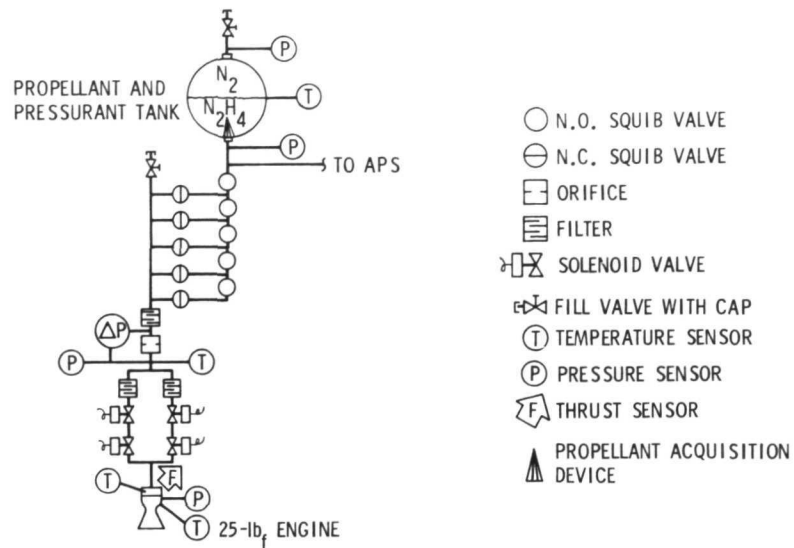 P
N2
PROPELLANT AND
PRESSURANT TANK
N2H4
T
P
TO APS
ΔP
P
T
T
F
P
T
25-lbf ENGINE
N.O. SQUIB VALVE
N.C. SQUIB VALVE
ORIFICE
FILTER
SOLENOID VALVE
FILL VALVE WITH CAP
T TEMPERATURE SENSOR
P PRESSURE SENSOR
F THRUST SENSOR
PROPELLANT ACQUISITION
DEVICE